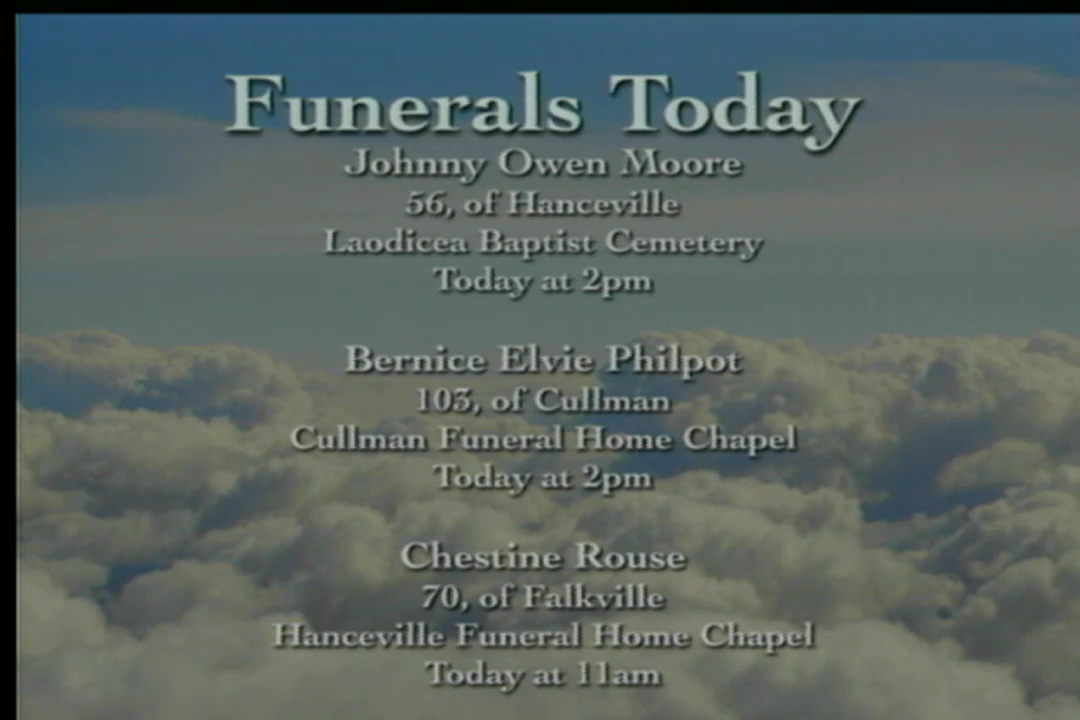 Funerals Today
Johnny Owen Moore
56, of Hanceville
Laodicea Baptist Cemetery
Today at 2pm
Bernice Elvie Philpot
103, of Cullman
Cullman Funeral Home Chapel
Today at 2pm
Chestine Rouse
70, of Falkville
Hanceville Funeral Home Chapel
Today at 11am